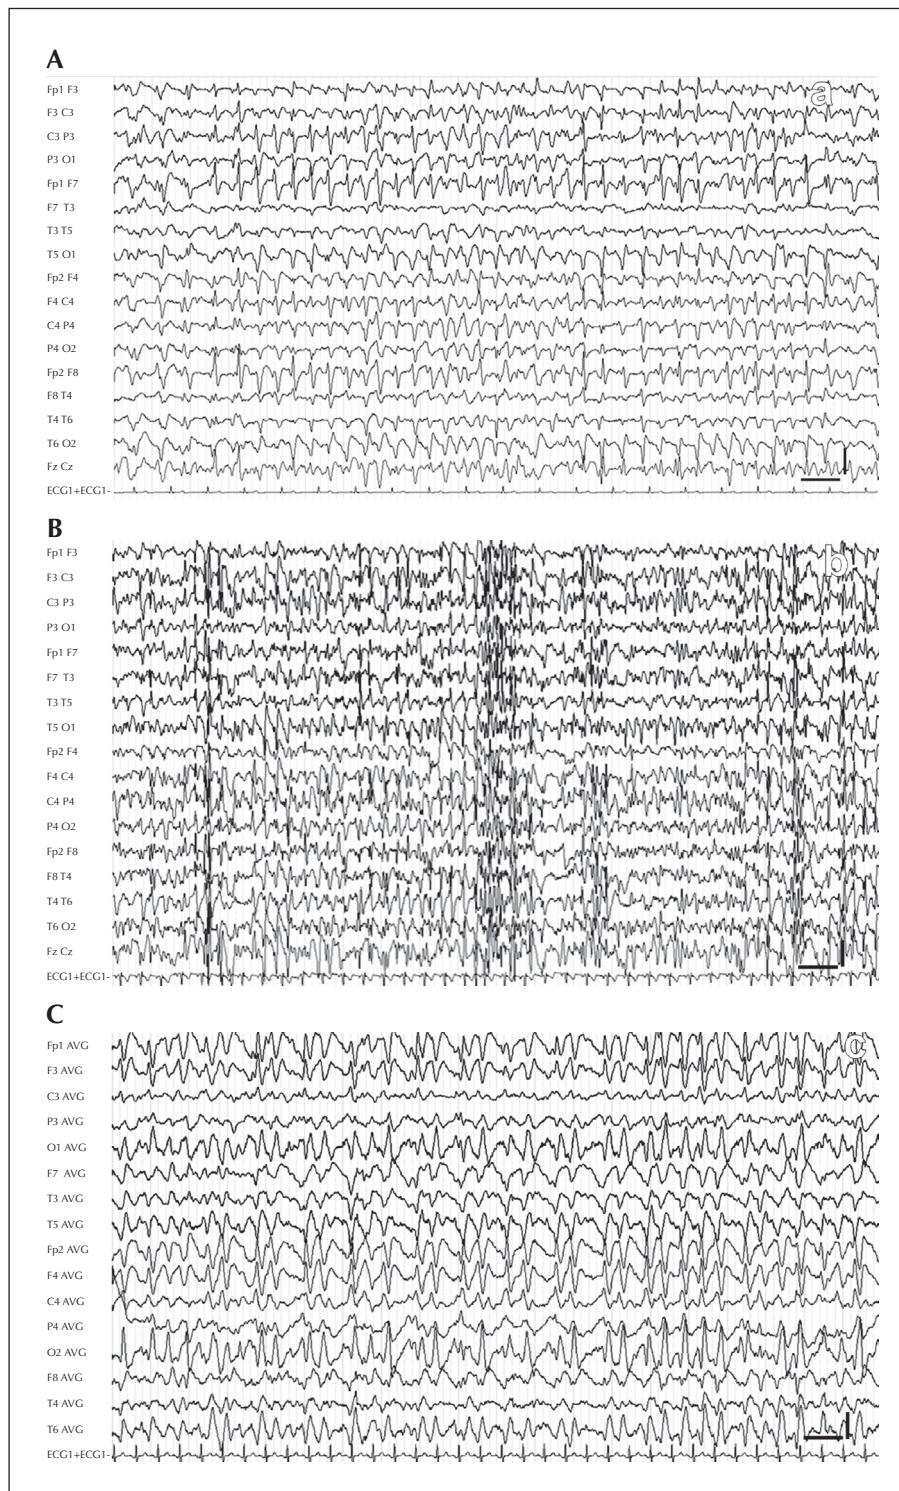 A
a
Fp1 F3
F3 C3
C3 P3
P3 O1
Fp1 F7
F7 T3
T3 T5
T5 O1
Fp2 F4
F4 C4
C4 P4
P4 O2
Fp2 F8
F8 T4
T4 T6
T6 O2
Fz Cz
ECG1+ECG1-
B
b
Fp1 F3
F3 C3
C3 P3
P3 O1
Fp1 F7
F7 T3
T3 T5
T5 O1
Fp2 F4
F4 C4
C4 P4
P4 O2
Fp2 F8
F8 T4
T4 T6
T6 O2
Fz Cz
ECG1+ECG1-
C
c
Fp1 AVG
F3 AVG
C3 AVG
P3 AVG
O1 AVG
F7 AVG
T3 AVG
T5 AVG
Fp2 AVG
F4 AVG
C4 AVG
P4 AVG
O2 AVG
F8 AVG
T4 AVG
T6 AVG
ECG1+ECG1-